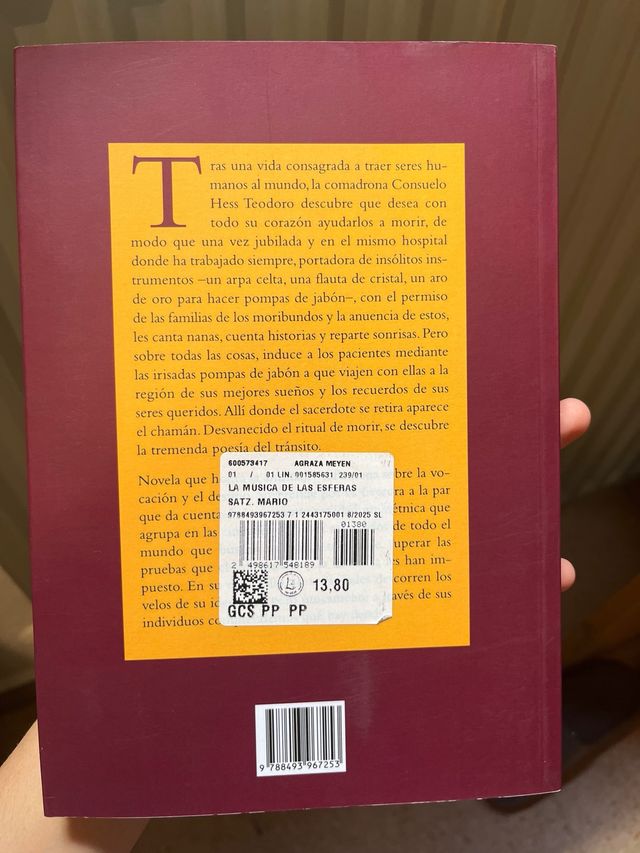 Tras una vida consagrada a traer seres hu-
manos al mundo, la comadrona Consuelo
Hess Teodoro descubre que desea con
todo su corazón ayudarlos a morir, de
modo que una vez jubilada y en el mismo hospital
donde ha trabajado siempre, portadora de insólitos ins-
trumentos –un arpa celta, una flauta de cristal, un aro
de oro para hacer pompas de jabón–, con el permiso
de las familias de los moribundos y la anuencia de estos,
les canta nanas, cuenta historias y reparte sonrisas. Pero
sobre todas las cosas, induce a los pacientes mediante
las irisadas pompas de jabón a que viajen con ellas a la
región de sus mejores sueños y los recuerdos de sus
seres queridos. Allí donde el sacerdote se retira aparece
el chamán. Desvanecido el ritual de morir, se descubre
la tremenda poesía del tránsito.
Novela que h sobre la vo-
cación y el de a a la par
que da cuenta étnica que
agrupa en las de todo el
mundo que uperar las
pruebas que es han im-
puesto. En su corren los
velos de su avés de sus
individuos
600573417 AGRAZA MEYEN
01 / 01 LIN. 001585631 239/01
LA MUSICA DE LAS ESFERAS
SATZ. MARIO
9788493967253 7 1 2443175001 8/2025 SL
01380
2 498617 548189
13,80
GCS PP PP
9 788493 967253